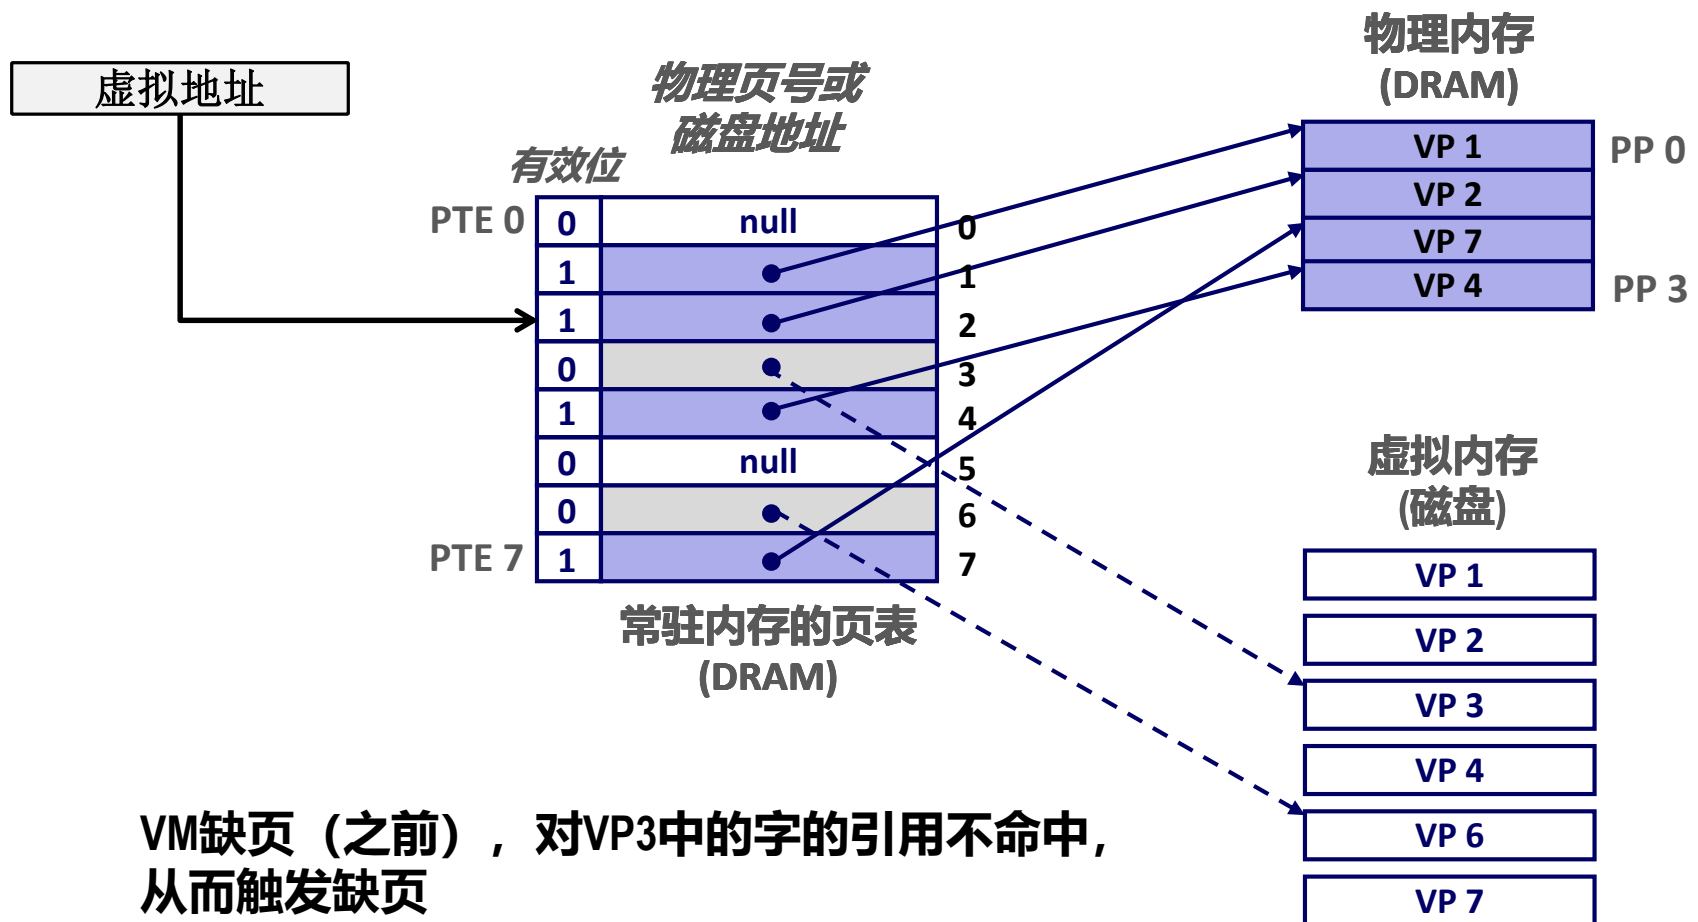 虚拟地址
物理页号或
磁盘地址
有效位
PTE 0
0
null
0
1
1
1
2
0
3
1
4
0
null
5
0
6
PTE 7
1
7
常驻内存的页表
(DRAM)
物理内存
(DRAM)
VP 1
PP 0
VP 2
VP 7
VP 4
PP 3
虚拟内存
(磁盘)
VP 1
VP 2
VP 3
VP 4
VP 6
VP 7
VM缺页（之前），对VP3中的字的引用不命中，
从而触发缺页